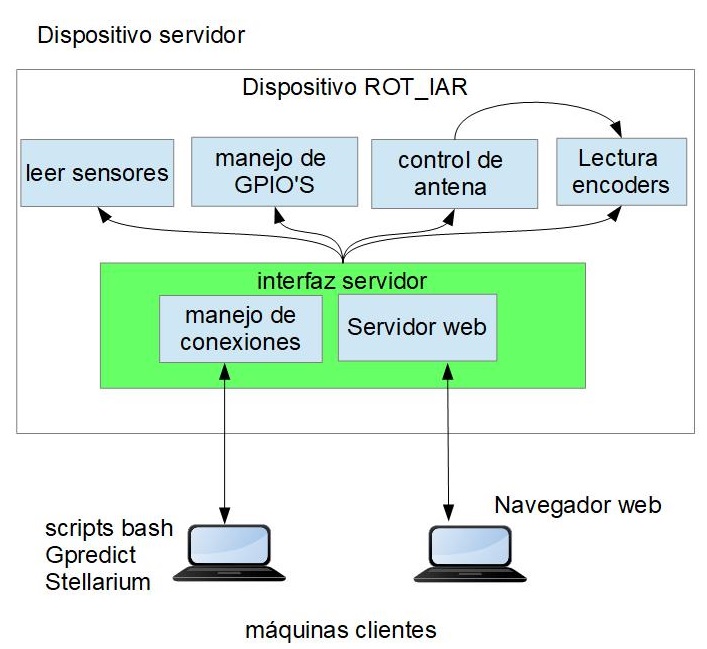 Dispositivo servidor
Dispositivo ROT_IAR
leer sensores
manejo de
GPIO'S
control de
antena
Lectura
encoders
interfaz servidor
manejo de
conexiones
Servidor web
scripts bash
Gpredict
Stellarium
Navegador web
máquinas clientes